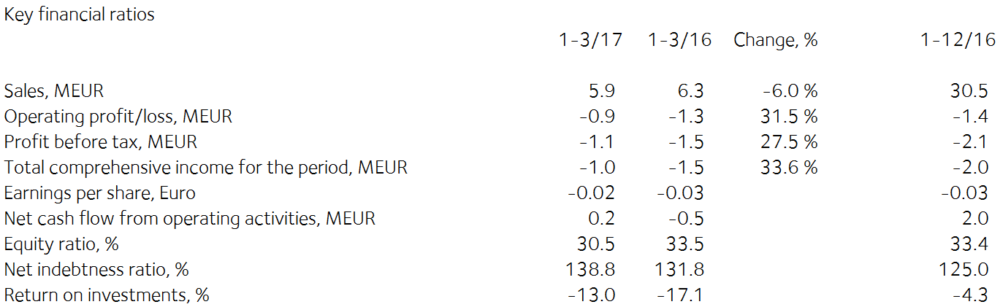 Key financial ratios
1-3/17 1-3/16 Change, % 1-12/16
Sales, MEUR 5.9 6.3 -6.0 % 30.5
Operating profit/loss, MEUR -0.9 -1.3 31.5 % -1.4
Profit before tax, MEUR -1.1 -1.5 27.5 % -2.1
Total comprehensive income for the period, MEUR -1.0 -1.5 33.6 % -2.0
Earnings per share, Euro -0.02 -0.03 -0.03
Net cash flow from operating activities, MEUR 0.2 -0.5 2.0
Equity ratio, % 30.5 33.5 33.4
Net indebtness ratio, % 138.8 131.8 125.0
Return on investments, % -13.0 -17.1 -4.3